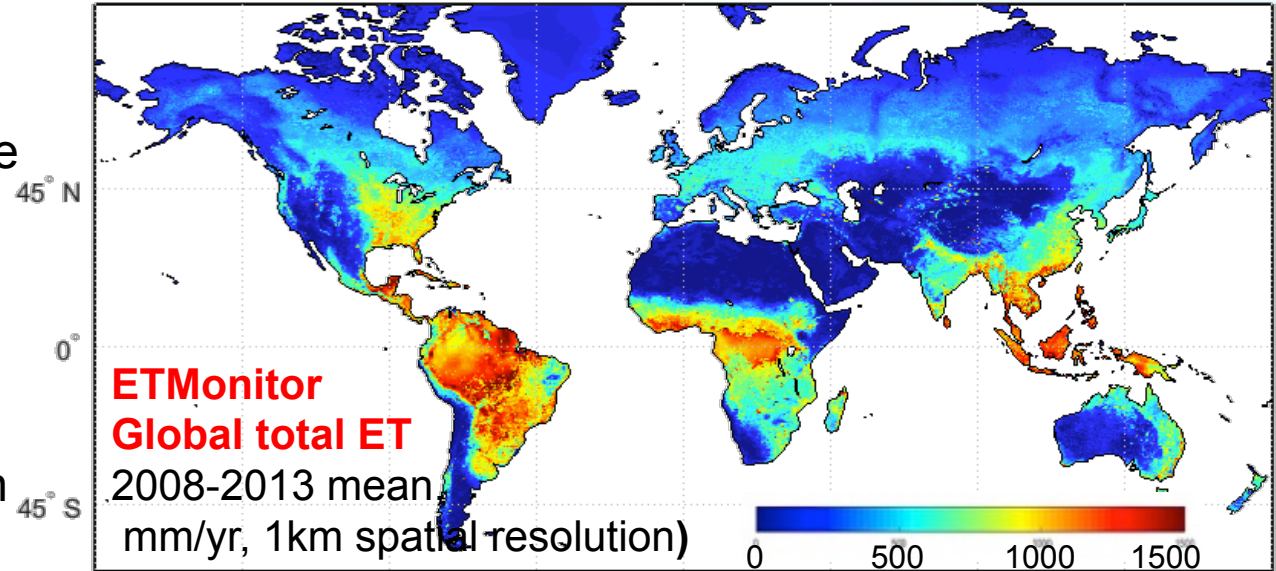 e
45° N
0°
ETMonitor
Global total ET
2008-2013 mean,
n
45° S
mm/yr, 1km spatial resolution)
0 500 1000 1500